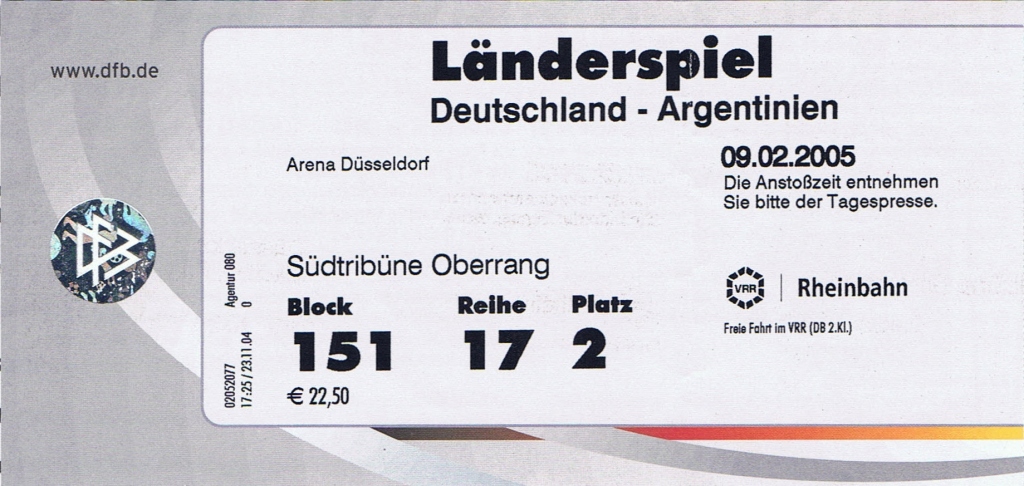 www.dfb.de
Länderspiel
Deutschland - Argentinien
Arena Düsseldorf
09.02.2005
Die Anstoßzeit entnehmen
Sie bitte der Tagespresse.
Südtribüne Oberrang
Block Reihe Platz
151 17 2
€ 22,50
VRR | Rheinbahn
Freie Fahrt im VRR (DB 2.Kl.)
02052077 Agentur 080
17:25 / 23.11.04 0
DFB